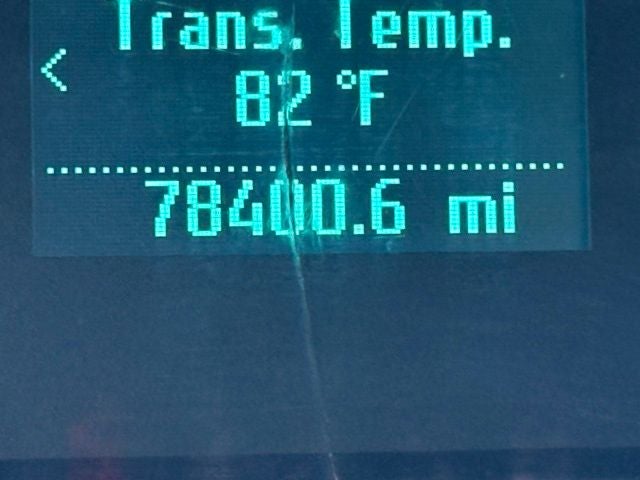 Trans. Temp.
< 82 °F
78400.6 mi